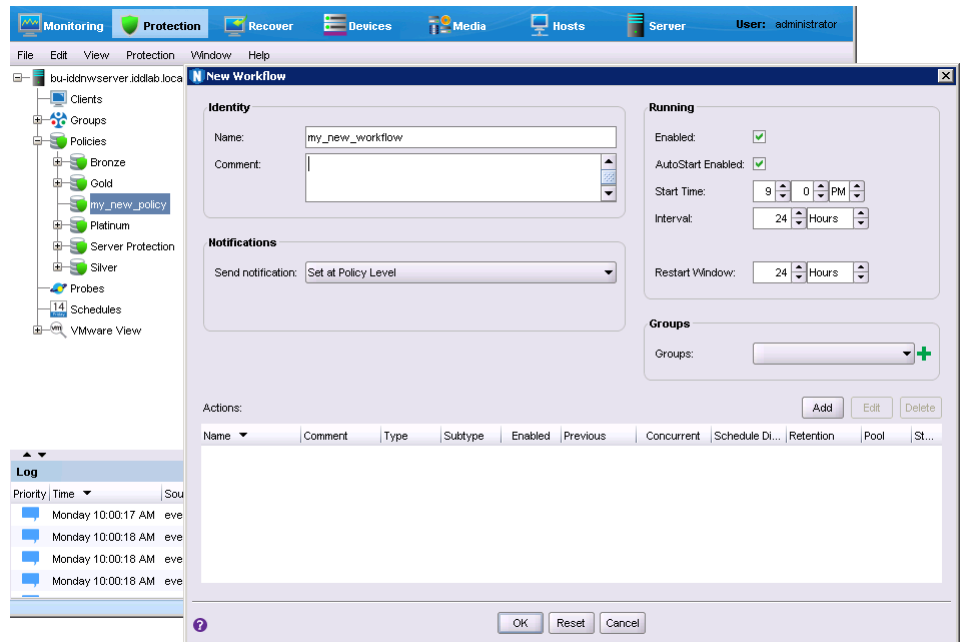 Monitoring Protection Recover Devices Media Hosts Server User: administrator
File Edit View Protection Window Help
bu-iddnwserver.iddlab.loca
Clients
Groups
Policies
Bronze
Gold
my_new_policy
Platinum
Server Protection
Silver
Probes
14 Schedules
vm VMware View
Log
Priority Time Sou
Monday 10:00:17 AM eve
Monday 10:00:18 AM eve
Monday 10:00:18 AM eve
Monday 10:00:18 AM eve
N New Workflow
Identity
Name: my_new_workflow
Comment:
Notifications
Send notification: Set at Policy Level
Running
Enabled:
AutoStart Enabled:
Start Time: 9 0 PM
Interval: 24 Hours
Restart Window: 24 Hours
Groups
Groups:
Actions: Add Edit Delete
Name Comment Type Subtype Enabled Previous Concurrent Schedule Di... Retention Pool St...
? OK Reset Cancel